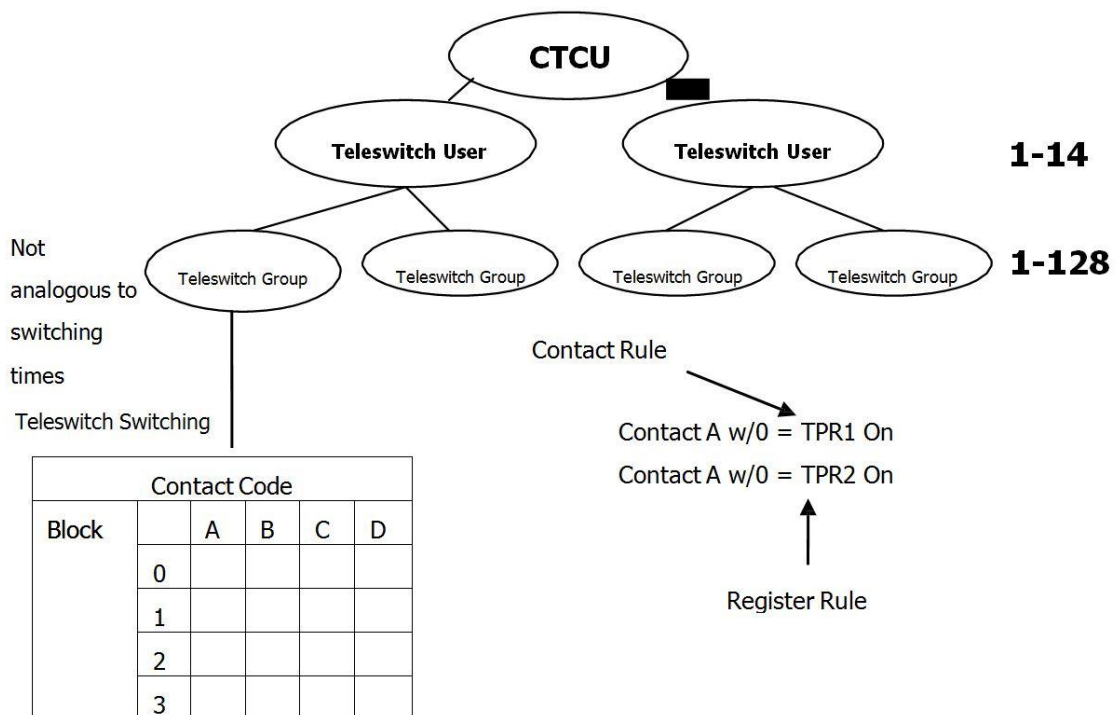 CTCU
Teleswitch User
Teleswitch User
1-14
Teleswitch Group
Teleswitch Group
Teleswitch Group
Teleswitch Group
1-128
Not
analogous to
switching
times
Teleswitch Switching
Contact Rule
Contact A w/0 = TPR1 On
Contact A w/0 = TPR2 On
Register Rule
Contact Code
Block A B C D
0
1
2
3